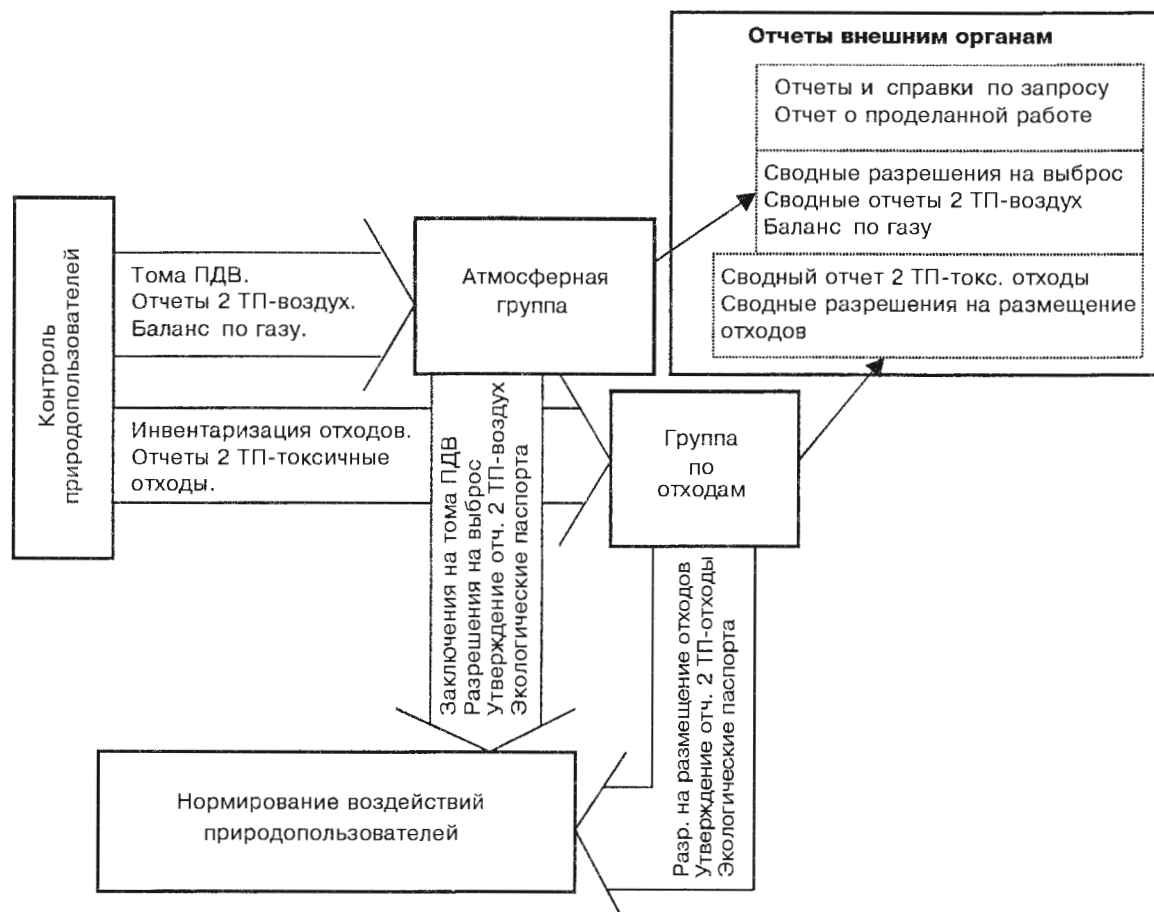 Отчеты внешним органам
Отчеты и справки по запросу
Отчет о проделанной работе
Сводные разрешения на выброс
Сводные отчеты 2 ТП-воздух
Баланс по газу
Сводный отчет 2 ТП-токс. отходы
Сводные разрешения на размещение
отходов
Контроль
природопользователей
Тома ПДВ.
Отчеты 2 ТП-воздух.
Баланс по газу.
Атмосферная
группа
Инвентаризация отходов.
Отчеты 2 ТП-токсичные
отходы.
Группа
по
отходам
Заключения на тома ПДВ
Разрешения на выброс
Утверждение отч. 2 ТП-воздух
Экологические паспорта
Разр. на размещение отходов
Утверждение отч. 2 ТП-отходы
Экологические паспорта
Нормирование воздействий
природопользователей